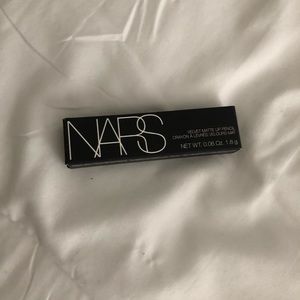 NARS
VELVET MATTE LIP PENCIL
CRAYON À LÈVRES VELOURS MAT
NET WT. 0.06 Oz. 1.8 g